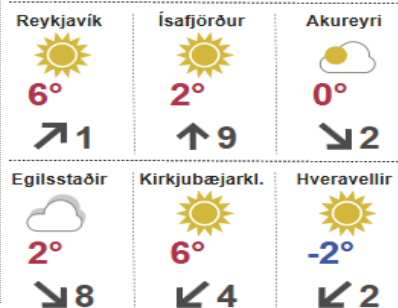 Reykjavík Ísafjörður Akureyri
6° 2° 0°
1 9 2
Egilsstaðir Kirkjubæjarkl. Hveravellir
2° 6° -2°
8 4 2